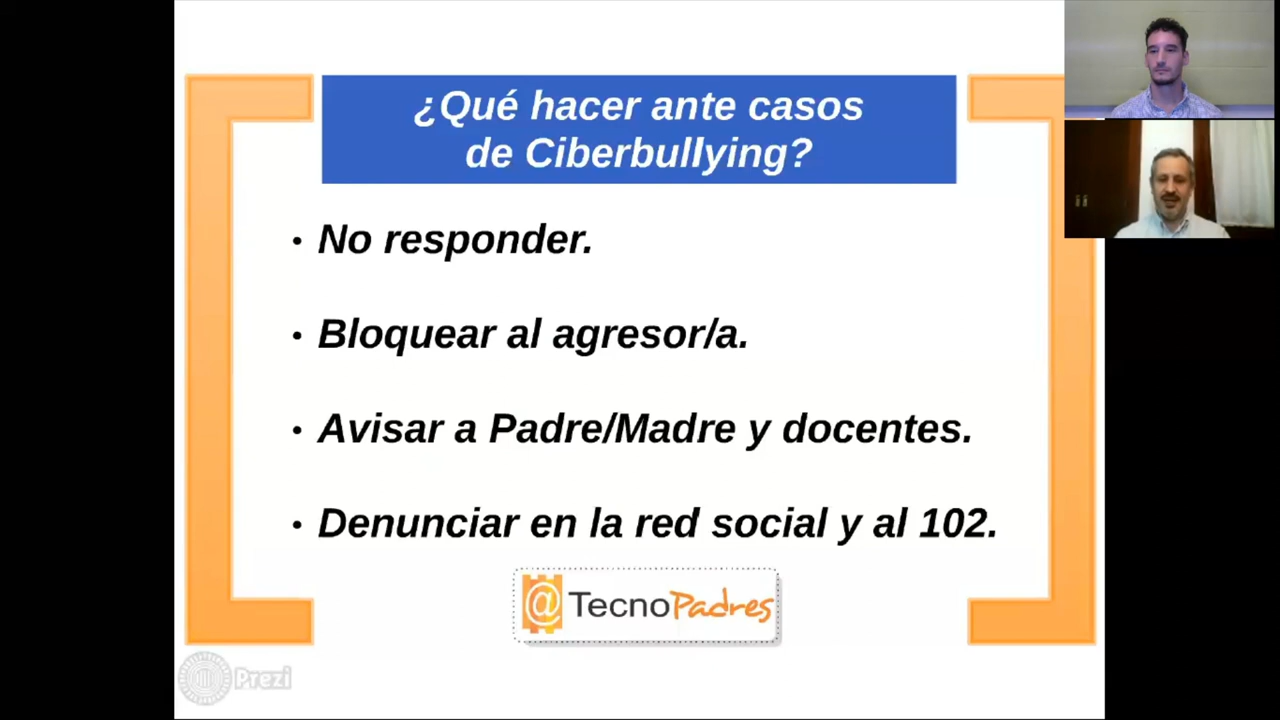 ¿Qué hacer ante casos
de Ciberbullying?
• No responder.
• Bloquear al agresor/a.
• Avisar a Padre/Madre y docentes.
• Denunciar en la red social y al 102.
@TecnoPadres
Prezi